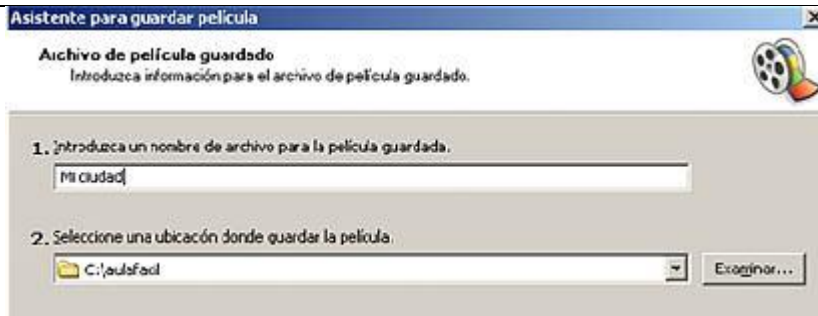 Asistente para guardar película
Archivo de película guardado
Introduzca información para el archivo de película guardado.
1. Introduzca un nombre de archivo para la película guardada.
Mi ciudad
2. Seleccione una ubicación donde guardar la película.
C:\aulafacil
Examinar...